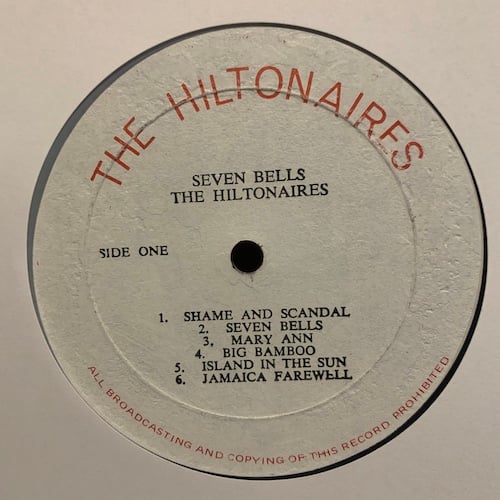 THE HILTONAIRES
SEVEN BELLS
THE HILTONAIRES
SIDE ONE
1. SHAME AND SCANDAL
2. SEVEN BELLS
3. MARY ANN
4. BIG BAMBOO
5. ISLAND IN THE SUN
6. JAMAICA FAREWELL
ALL BROADCASTING AND COPYING OF THIS RECORD PROHIBITED